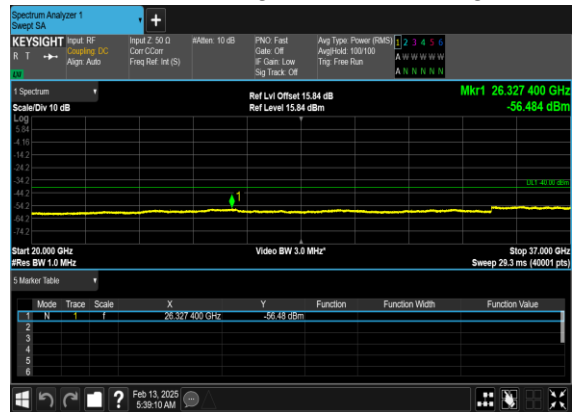 Spectrum Analyzer 1
Swept SA
+
KEYSIGHT Input: RF Input Z: 50 Ω #Atten: 10 dB PNO: Fast Avg Type: Power (RMS) 1 2 3 4 5 6
R T Coupling: DC Corr CCorr Gate: Off Avg|Hold: 100/100 A W W W W W
Align: Auto Freq Ref: Int (S) IF Gain: Low Trig: Free Run
Sig Track: Off A N N N N N
1 Spectrum Ref Lvl Offset 15.84 dB Mkr1 26.327 400 GHz
Scale/Div 10 dB Ref Level 15.84 dBm -56.484 dBm
Log
5.84
-4.16
-14.2
-24.2
-34.2
DL1 -40.00 dBm
-44.2
1
-54.2
-64.2
-74.2
Start 20.000 GHz Video BW 3.0 MHz* Stop 37.000 GHz
#Res BW 1.0 MHz Sweep 29.3 ms (40001 pts)
5 Marker Table
Mode Trace Scale X Y Function Function Width Function Value
1 N 1 f 26.327 400 GHz -56.48 dBm
2
3
4
5
6
? Feb 13, 2025
5:39:10 AM